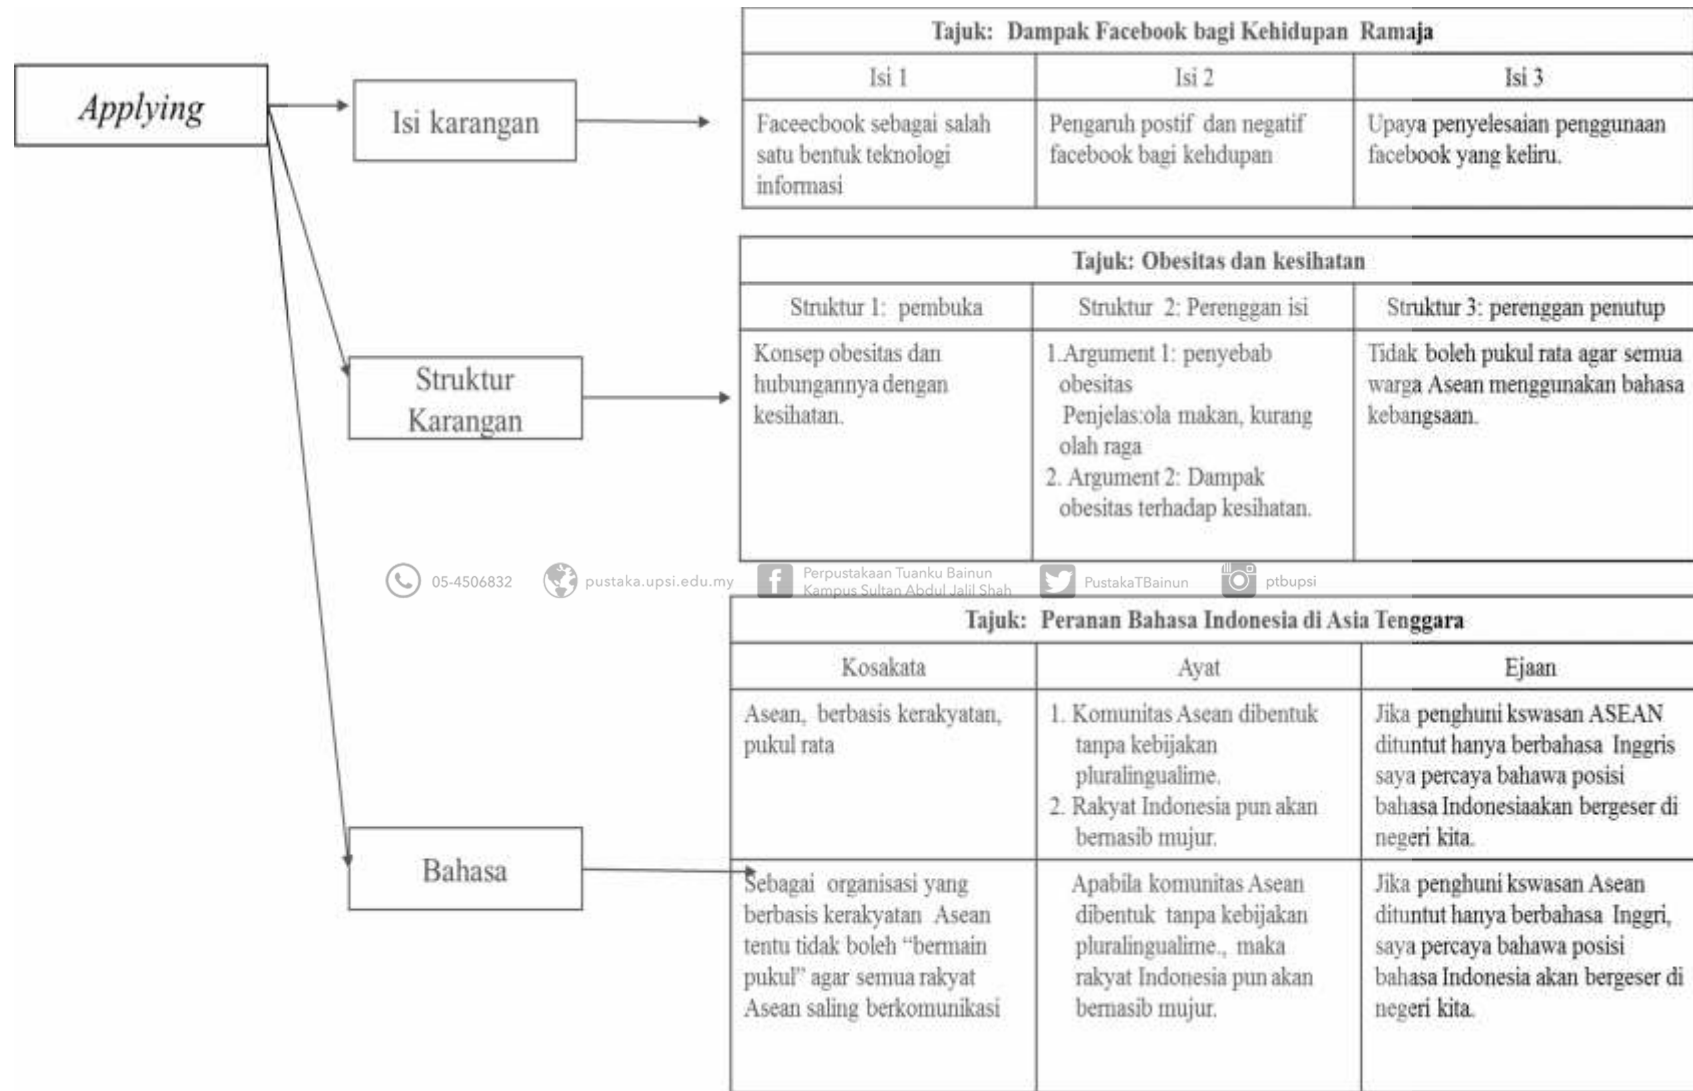 Applying
Isi karangan
Tajuk: Dampak Facebook bagi Kehidupan Ramaja
Isi 1
Isi 2
Isi 3
Faceecbook sebagai salah
satu bentuk teknologi
informasi
Pengaruh postif dan negatif
facebook bagi kehdupan
Upaya penyelesaian penggunaan
facebook yang keliru.
Struktur
Karangan
Tajuk: Obesitas dan kesihatan
Struktur 1: pembuka
Struktur 2: Perenggan isi
Struktur 3: perenggan penutup
Konsep obesitas dan
hubungannya dengan
kesihatan.
1.Argument 1: penyebab
obesitas
Penjelas:ola makan, kurang
olah raga
2. Argument 2: Dampak
obesitas terhadap kesihatan.
Tidak boleh pukul rata agar semua
warga Asean menggunakan bahasa
kebangsaan.
05-4506832
pustaka.upsi.edu.my
Perpustakaan Tuanku Bainun
Kampus Sultan Abdul Jalil Shah
PustakaTBainun
ptbupsi
Bahasa
Tajuk: Peranan Bahasa Indonesia di Asia Tenggara
Kosakata
Ayat
Ejaan
Asean, berbasis kerakyatan,
pukul rata
1. Komunitas Asean dibentuk
tanpa kebijakan
pluralingualime.
2. Rakyat Indonesia pun akan
bernasib mujur.
Jika penghuni kswasan ASEAN
dituntut hanya berbahasa Inggris
saya percaya bahawa posisi
bahasa Indonesiaakan bergeser di
negeri kita.
Sebagai organisasi yang
berbasis kerakyatan Asean
tentu tidak boleh “bermain
pukul” agar semua rakyat
Asean saling berkomunikasi
Apabila komunitas Asean
dibentuk tanpa kebijakan
pluralingualime., maka
rakyat Indonesia pun akan
bernasib mujur.
Jika penghuni kswasan Asean
dituntut hanya berbahasa Inggri,
saya percaya bahawa posisi
bahasa Indonesia akan bergeser di
negeri kita.